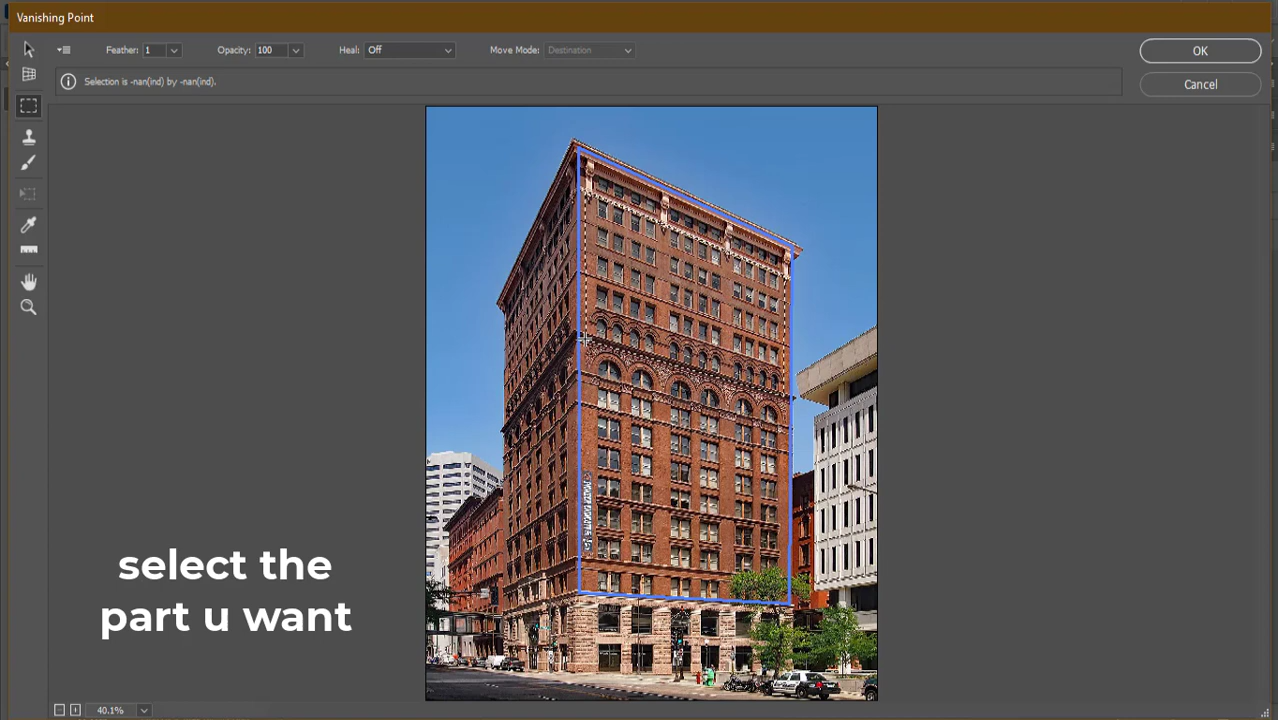 Vanishing Point
Feather: 1 Opacity: 100 Heal: Off Move Mode: Destination
OK
Selection is -nan(ind) by -nan(ind).
Cancel
select the
part u want
40.1%